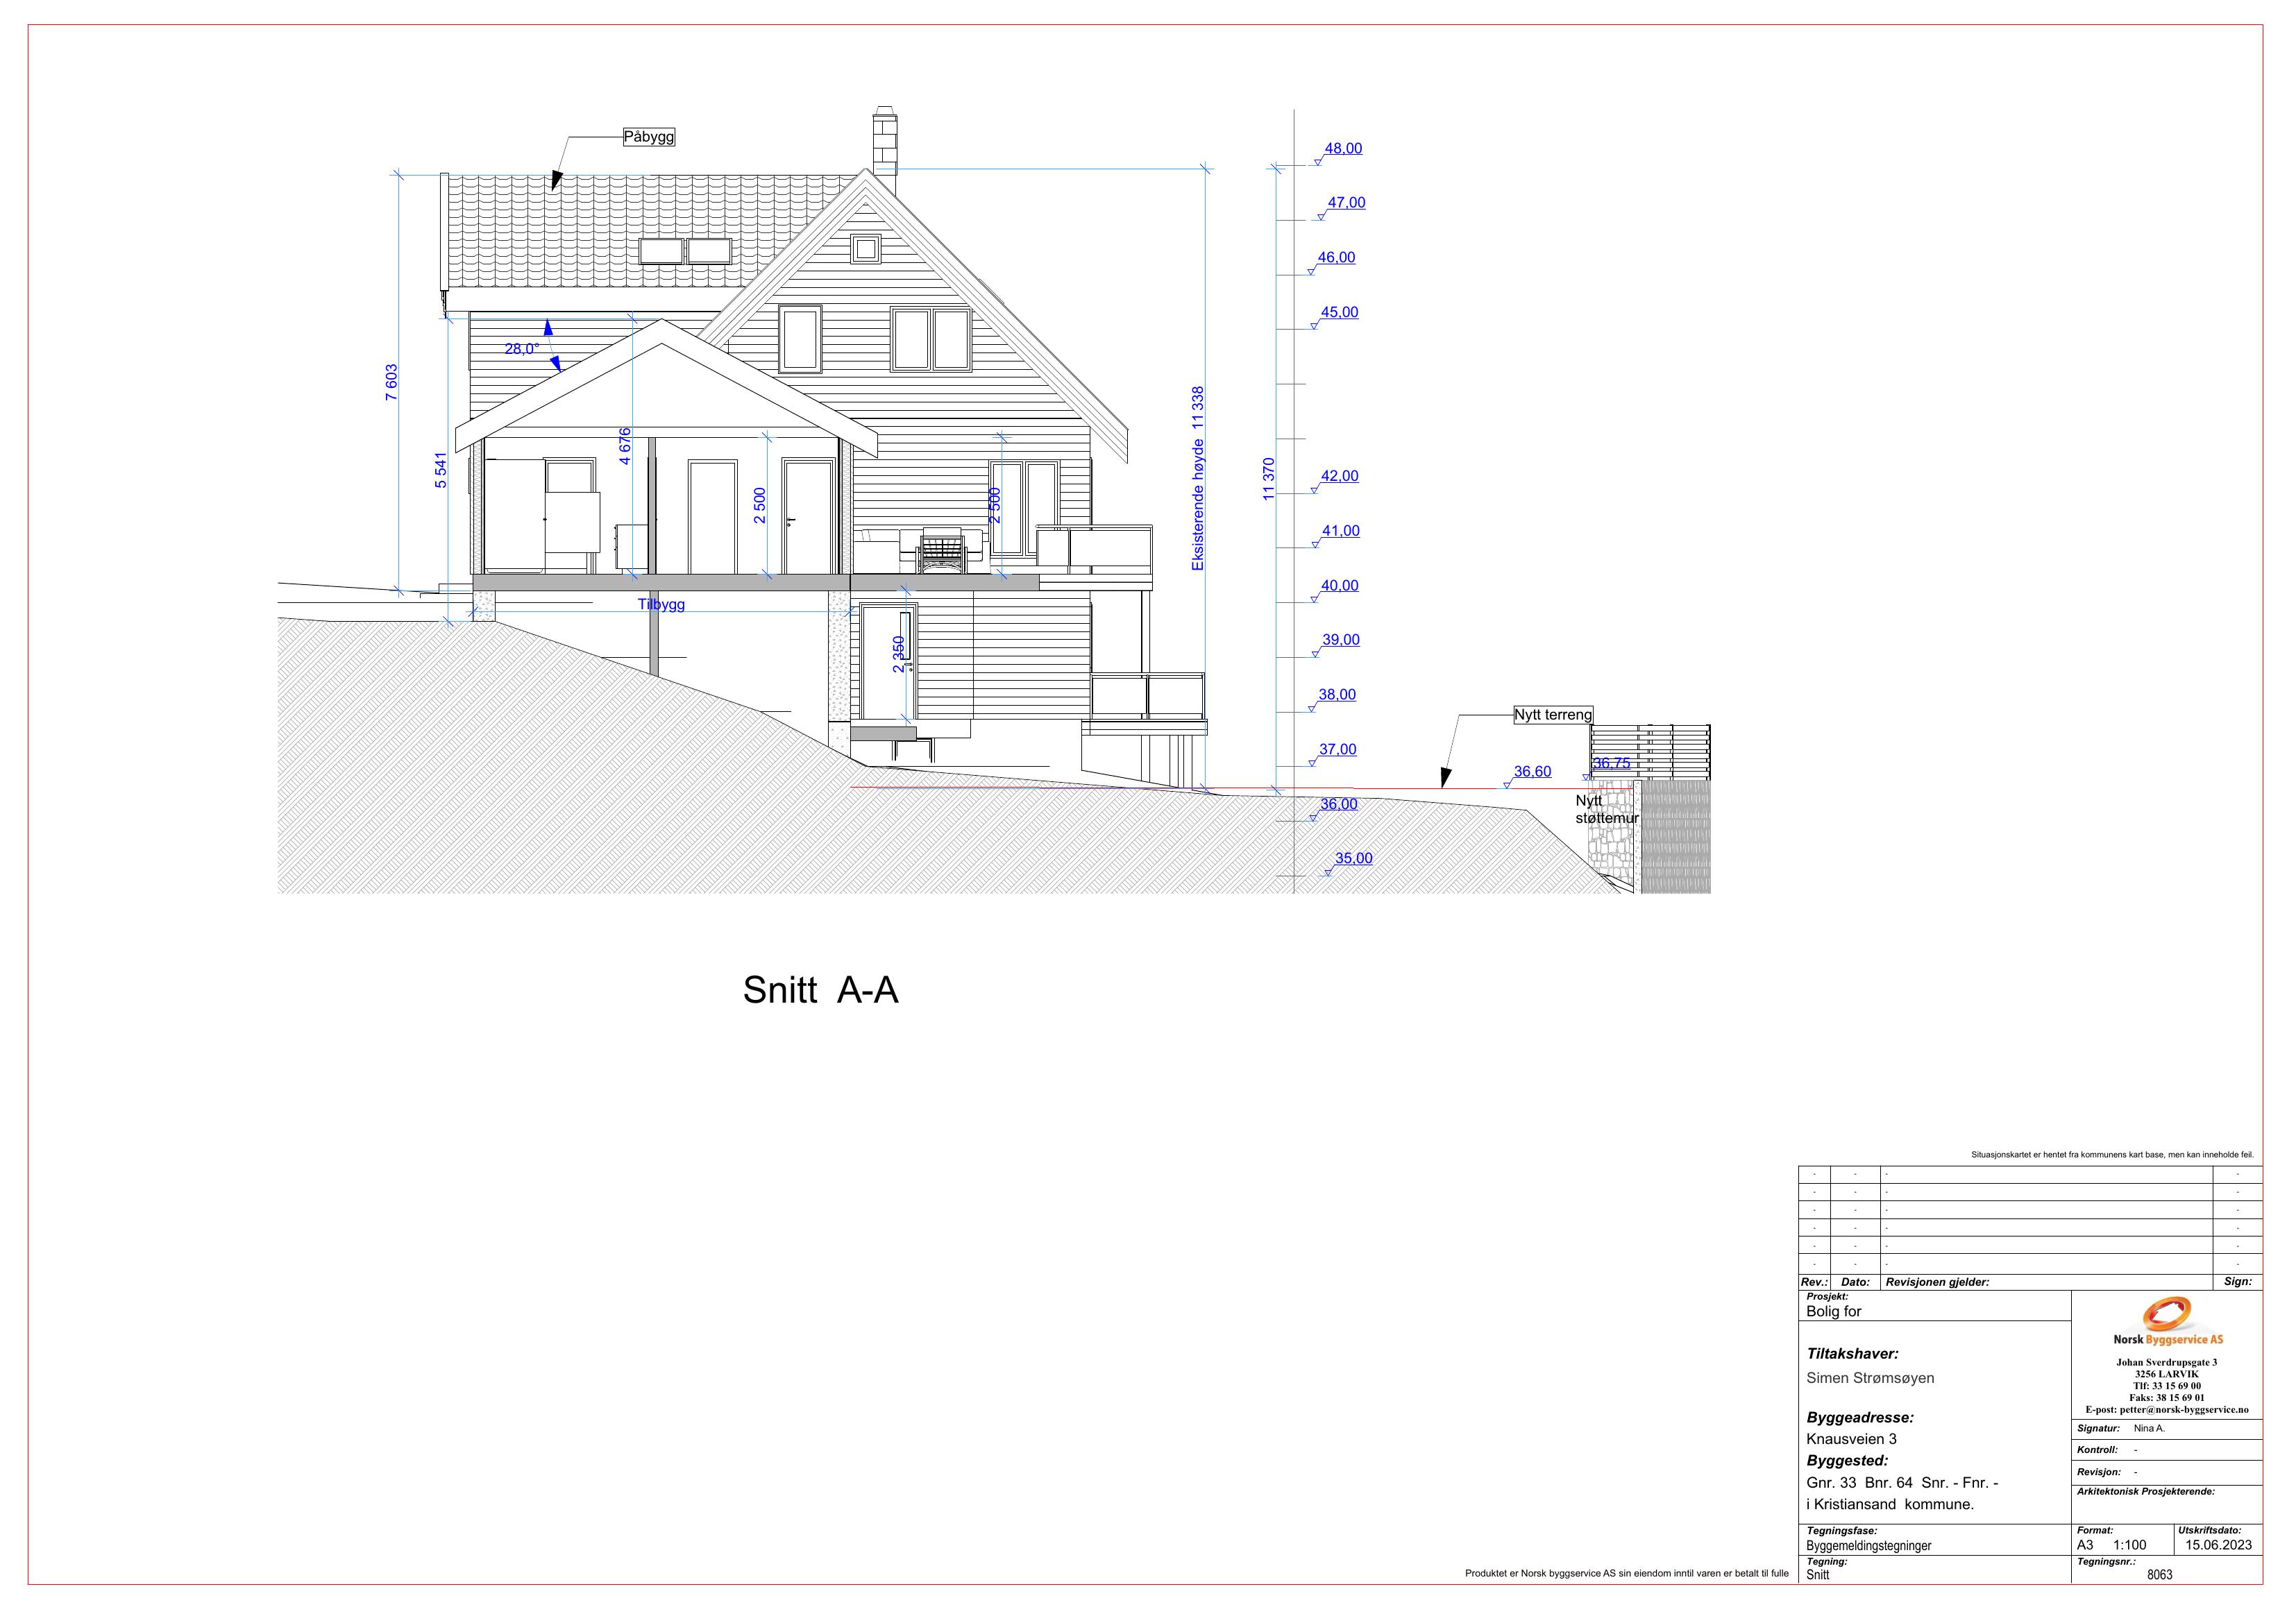 Påbygg
48,00
47,00
46,00
45,00
28,0°
7 603
Eksisterende høyde 11 338
4 676
5 541
11 370
42,00
2 500
2 500
41,00
40,00
Tilbygg
39,00
2 350
38,00
Nytt terreng
37,00
36,75
36,60
Nytt
støttemur
36,00
35,00
Snitt A-A
Situasjonskartet er hentet fra kommunens kart base, men kan inneholde feil.
- - - -
- - - -
- - - -
- - - -
- - - -
- - - -
Rev.: Dato: Revisjonen gjelder: Sign:
Prosjekt:
Bolig for
Tiltakshaver:
Simen Strømsøyen
Byggeadresse:
Knausveien 3
Byggested:
Gnr. 33 Bnr. 64 Snr. - Fnr. -
i Kristiansand kommune.
Norsk Byggservice AS
Johan Sverdrupsgate 3
3256 LARVIK
Tlf: 33 15 69 00
Faks: 38 15 69 01
E-post: petter@norsk-byggservice.no
Signatur: Nina A.
Kontroll: -
Revisjon: -
Arkitektonisk Prosjekterende:
Tegningsfase:
Byggemeldingstegninger
Format:
A3 1:100
Utskriftsdato:
15.06.2023
Tegning:
Snitt
Tegningsnr.:
8063
Produktet er Norsk byggservice AS sin eiendom inntil varen er betalt til fulle